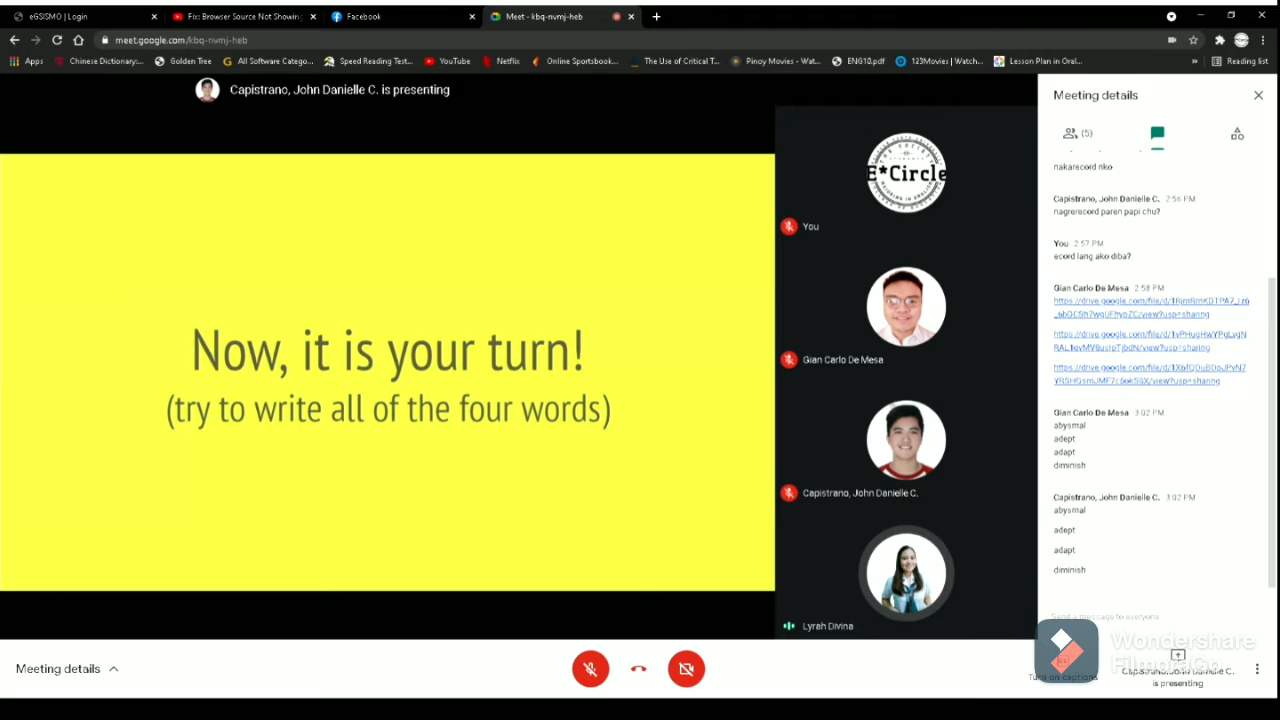 eGSISMO | Login
Fix: Browser Source Not Showin
Facebook
Meet - kbq-nvmj-heb
meet.google.com/kbq-nvmj-heb
Apps
Chinese Dictionary:...
Golden Tree
All Software Catego...
Speed Reading Test...
YouTube
Netflix
Online Sportsbook...
The Use of Critical T...
Pinoy Movies - Wat...
ENG10.pdf
123Movies | Watch...
Lesson Plan in Oral...
»
Reading list
Capistrano, John Danielle C. is presenting
Now, it is your turn!
(try to write all of the four words)
E*Circle
You
Gian Carlo De Mesa
Capistrano, John Danielle C.
Lyrah Divina
Meeting details
(5)
nakarecord nko
Capistrano, John Danielle C. 2:56 PM
nagrerecord paren papi chu?
You 2:57 PM
ecord lang ako diba?
Gian Carlo De Mesa 2:58 PM
Gian Carlo De Mesa 3:02 PM
abysmal
adept
adapt
diminish
Capistrano, John Danielle C. 3:02 PM
abysmal
adept
adapt
diminish
Send a message to everyone
Wondershare
FilmoraGo
Meeting details
Turn on captions
Capistrano, John Danielle C.
is presenting